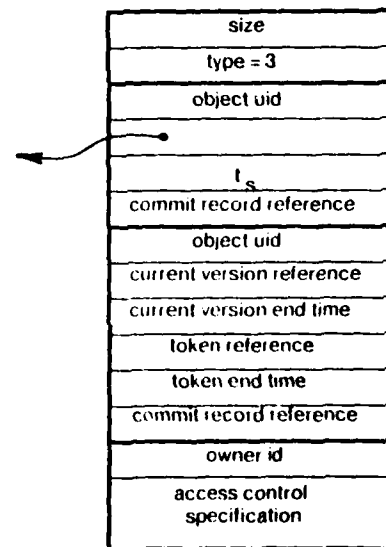 size
type = 3
object uid
t_s
commit record reference
object uid
current version reference
current version end time
token reference
token end time
commit record reference
owner id
access control
specification